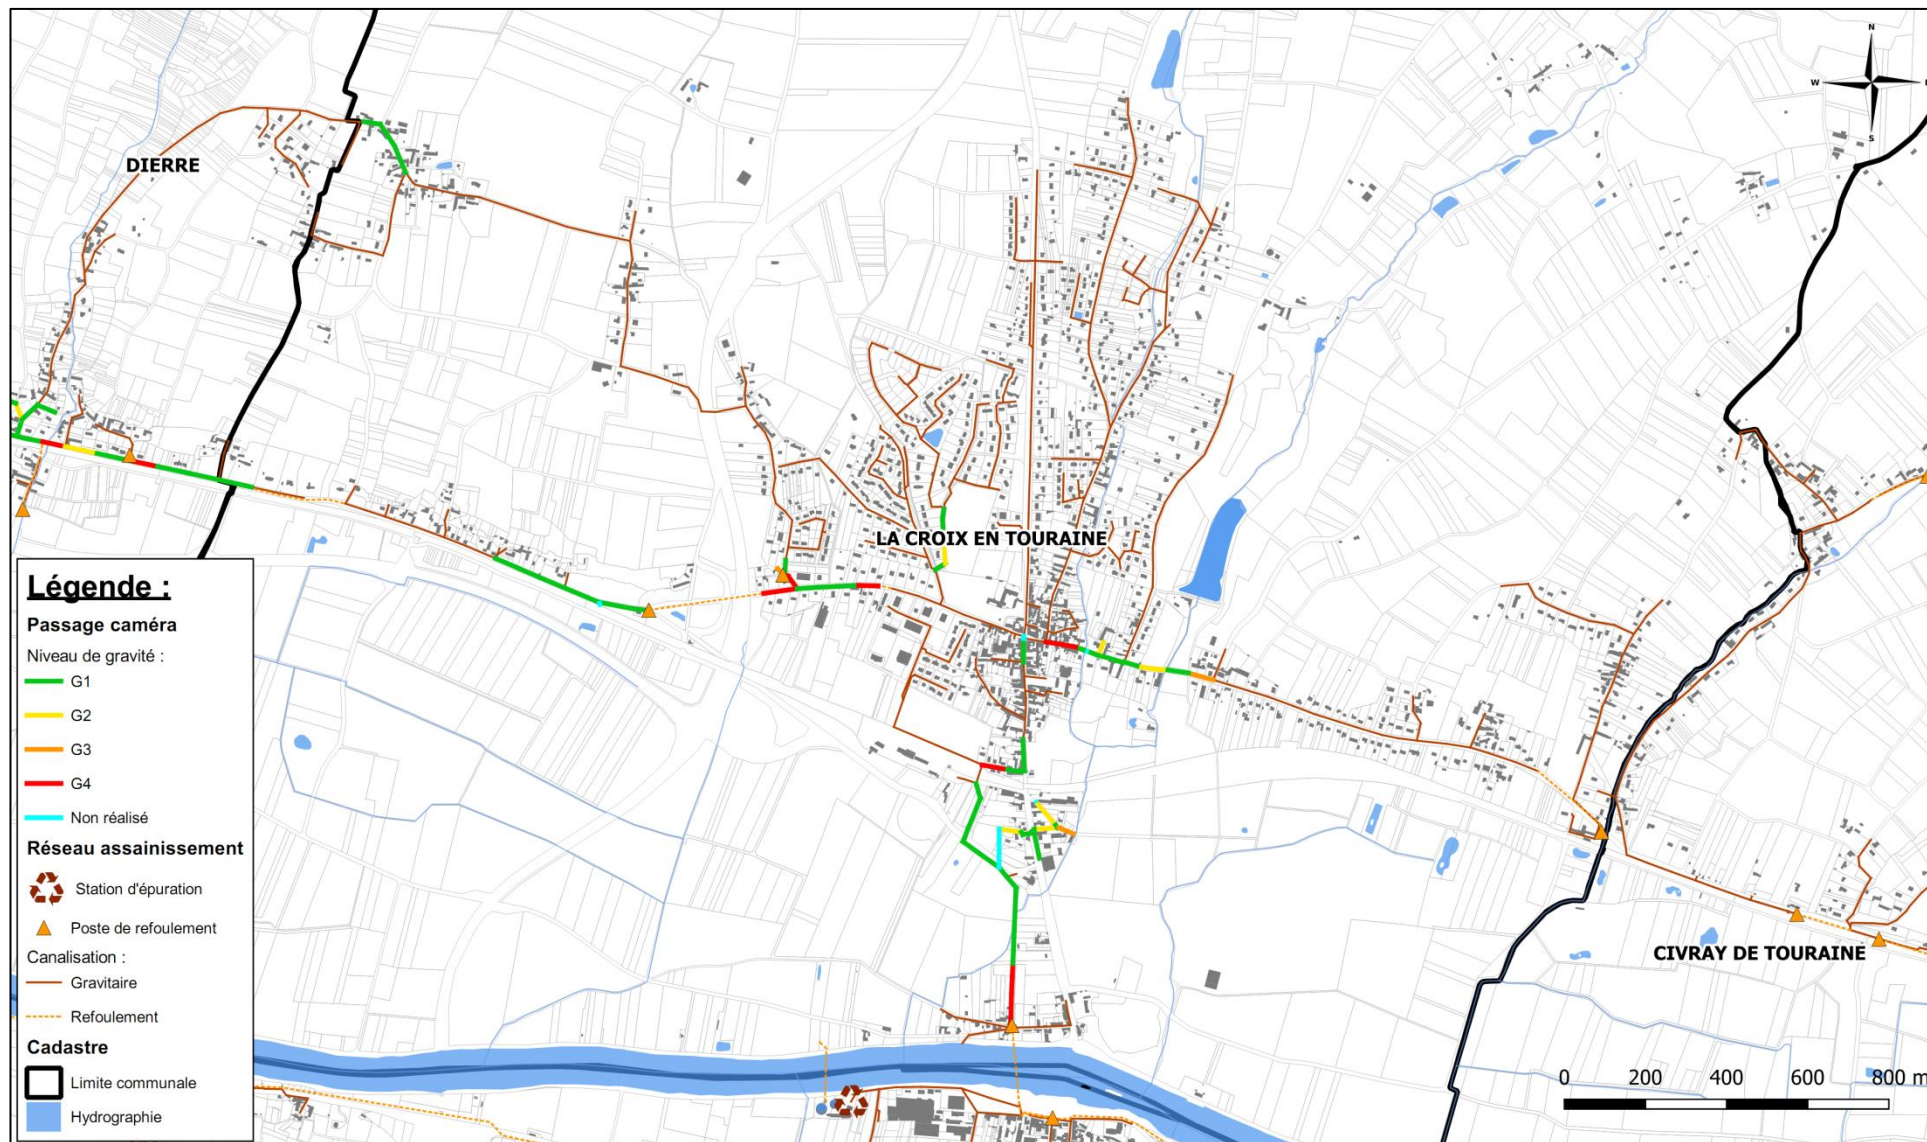 N
W
S
DIERRE
LA CROIX EN TOURAINE
CIVRAY DE TOURAINE
Légende :
Passage caméra
Niveau de gravité :
G1
G2
G3
G4
Non réalisé
Réseau assainissement
Station d'épuration
Poste de refoulement
Canalisation :
Gravitaire
Refoulement
Cadastre
Limite communale
Hydrographie
0 200 400 600 800 m